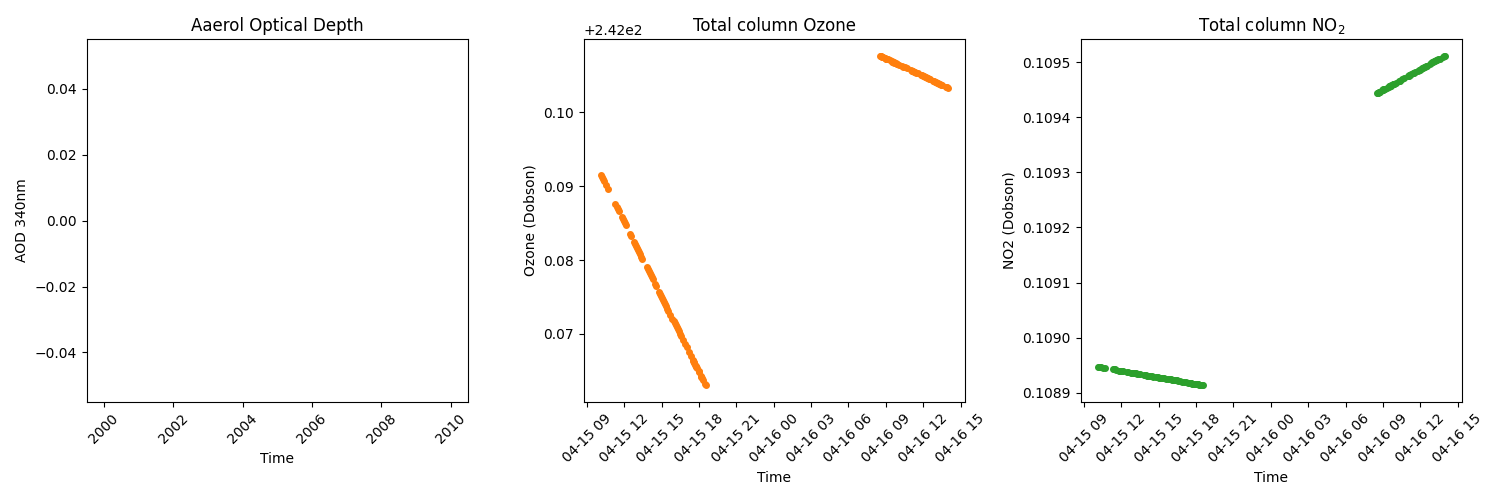 Aaerol Optical Depth
AOD 340nm
0.04
0.02
0.00
−0.02
−0.04
2000 2002 2004 2006 2008 2010
Time
Total column Ozone
+2.42e2
Ozone (Dobson)
0.10
0.09
0.08
0.07
04-15 09 04-15 12 04-15 15 04-15 18 04-15 21 04-16 00 04-16 03 04-16 06 04-16 09 04-16 12 04-16 15
Time
Total column NO₂
NO2 (Dobson)
0.1095
0.1094
0.1093
0.1092
0.1091
0.1090
0.1089
04-15 09 04-15 12 04-15 15 04-15 18 04-15 21 04-16 00 04-16 03 04-16 06 04-16 09 04-16 12 04-16 15
Time